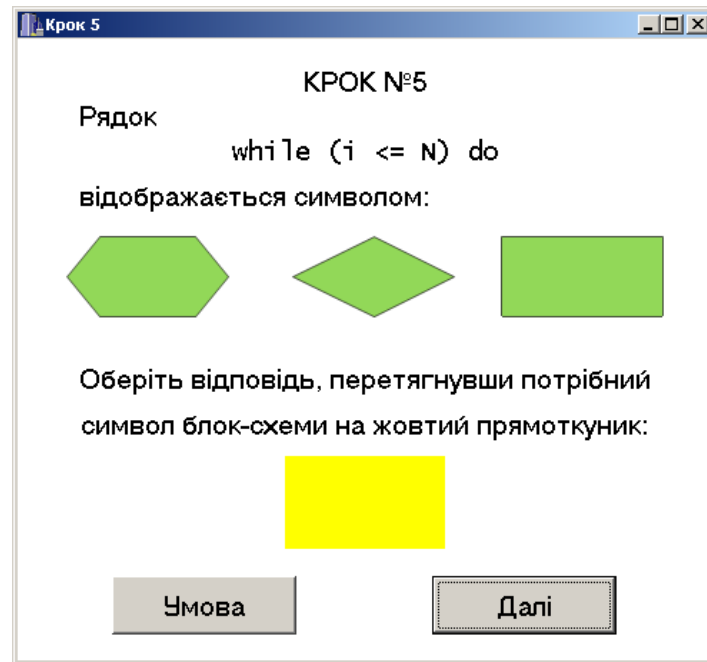 Крок 5
КРОК №5
Рядок
while (i <= N) do
відображається символом:
Оберіть відповідь, перетягнувши потрібний
символ блок-схеми на жовтий прямоткуник:
Умова Далі